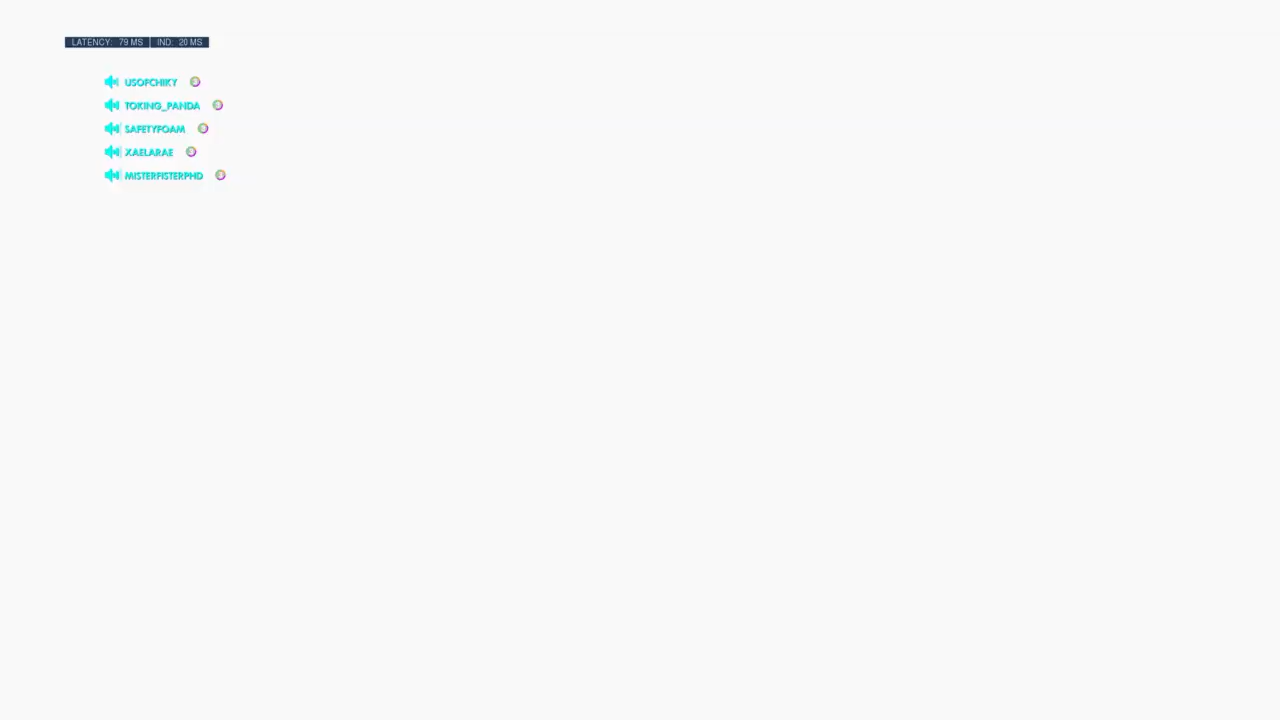 LATENCY: 79 MS | IND: 20 MS
USOFCHIKY
TOKING_PANDA
SAFETYFOAM
XAELARAE
MISTERFISTERPHD